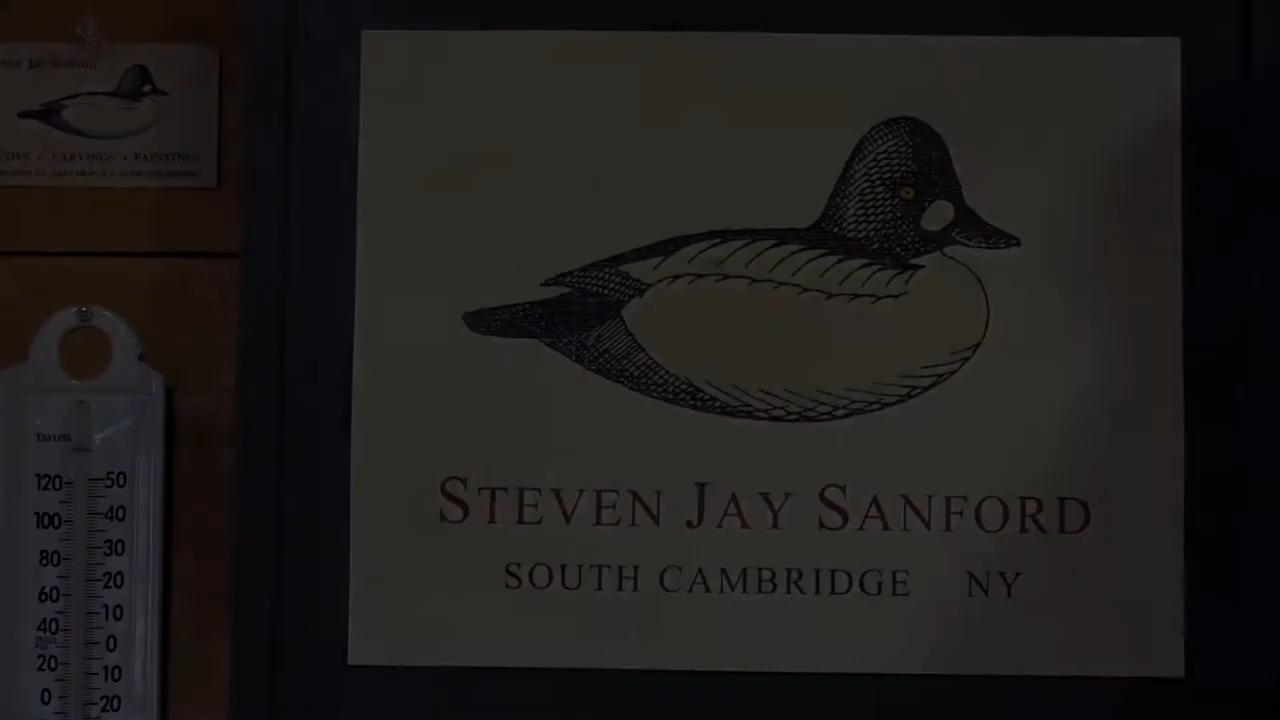 Jay Sanford
CARVINGS • PAINTINGS
STEVEN JAY SANFORD
SOUTH CAMBRIDGE NY
TAYLOR
120 50
100 40
80 30
60 20
40 10
0
20 10
0 20